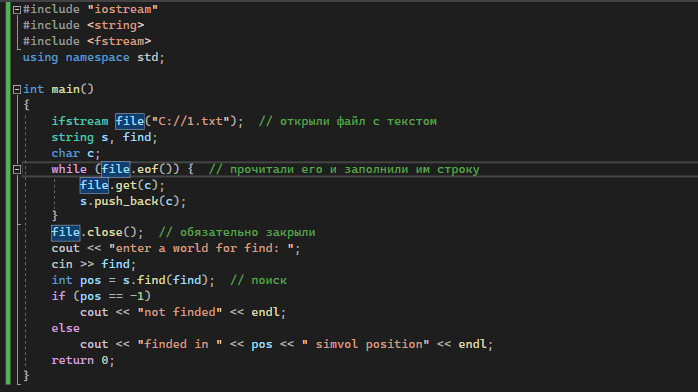 #include "iostream"
#include <string>
#include <fstream>
using namespace std;
int main()
{
ifstream file("C://1.txt");  // открыли файл с текстом
string s, find;
char c;
while (file.eof()) {  // прочитали его и заполнили им строку
file.get(c);
s.push_back(c);
}
file.close();  // обязательно закрыли
cout << "enter a world for find: ";
cin >> find;
int pos = s.find(find);  // поиск
if (pos == -1)
cout << "not finded" << endl;
else
cout << "finded in " << pos << " simvol position" << endl;
return 0;
}